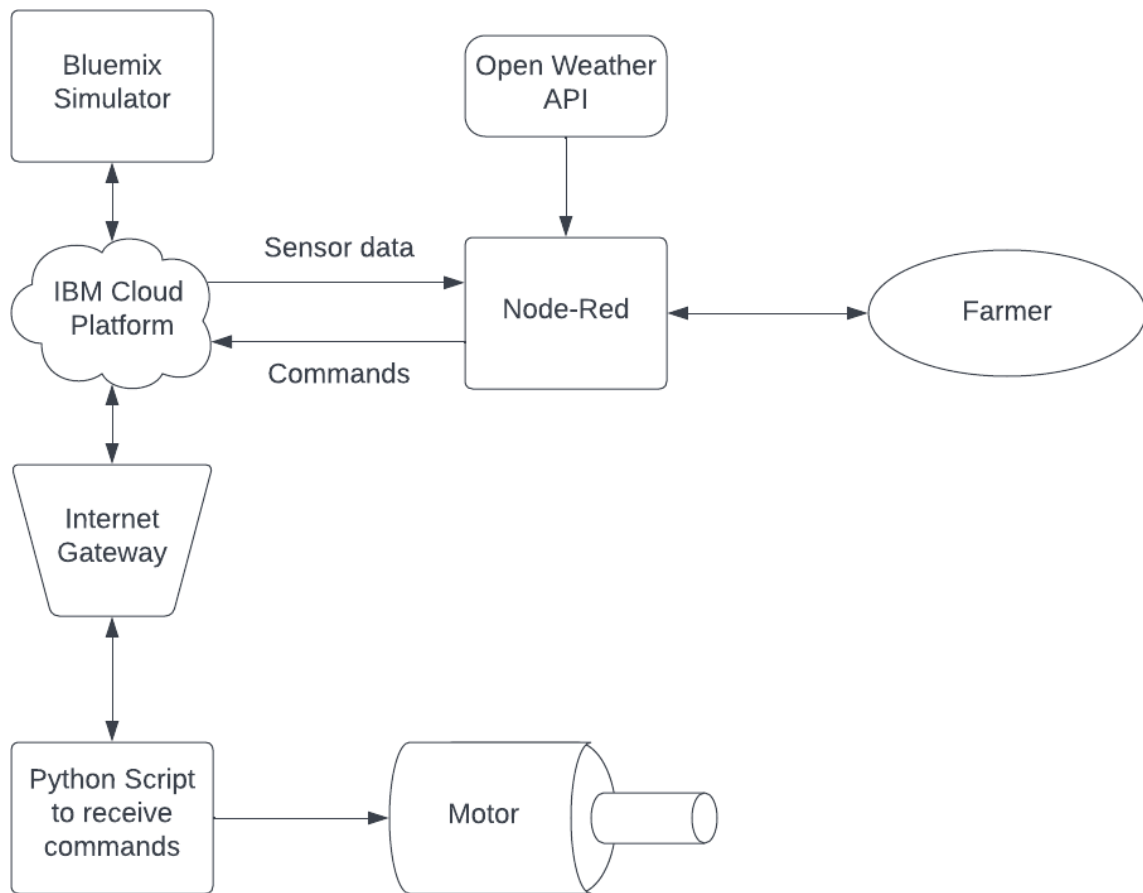 Bluemix
Simulator
Open Weather
API
IBM Cloud
Platform
Sensor data
Commands
Node-Red
Farmer
Internet
Gateway
Python Script
to receive
commands
Motor